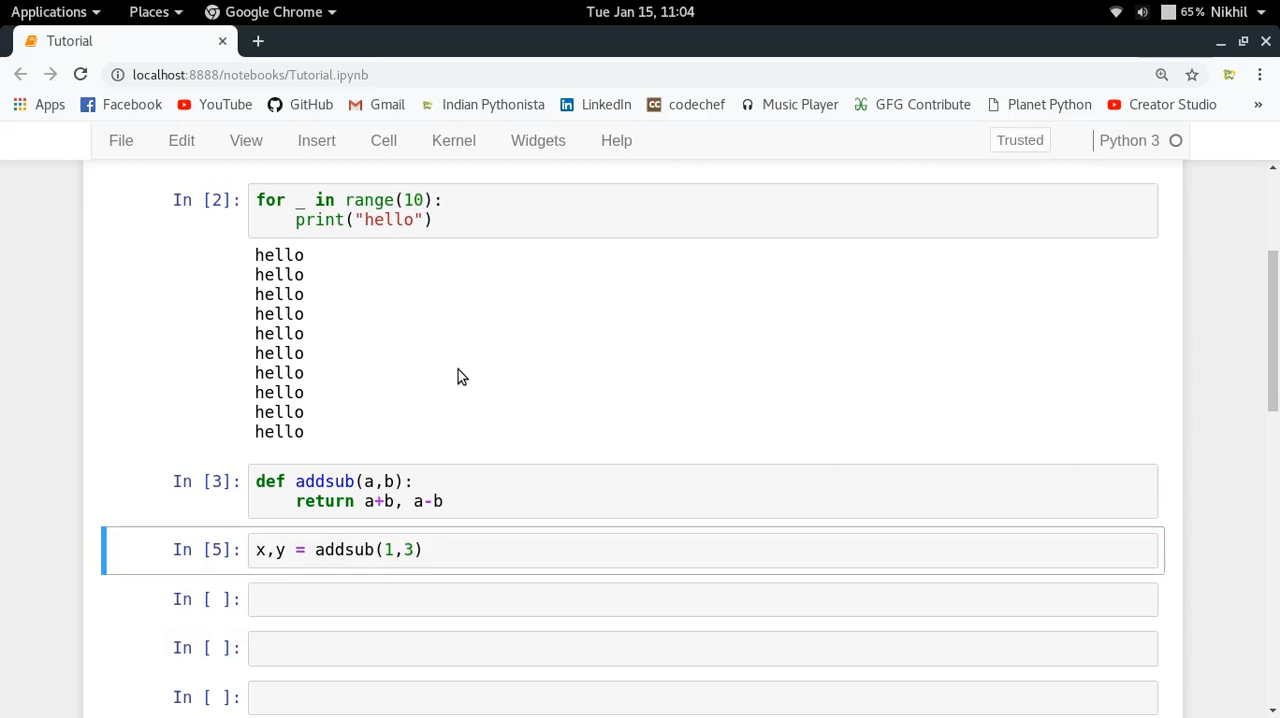 Applications Places Google Chrome Tue Jan 15, 11:04 65% Nikhil
Tutorial
localhost:8888/notebooks/Tutorial.ipynb
Apps Facebook YouTube GitHub Gmail Indian Pythonista LinkedIn codechef Music Player GFG Contribute Planet Python Creator Studio »
File Edit View Insert Cell Kernel Widgets Help Trusted Python 3
In [2]: for _ in range(10):
print("hello")
hello
hello
hello
hello
hello
hello
hello
hello
hello
hello
In [3]: def addsub(a,b):
return a+b, a-b
In [5]: x,y = addsub(1,3)
In [ ]:
In [ ]:
In [ ]: